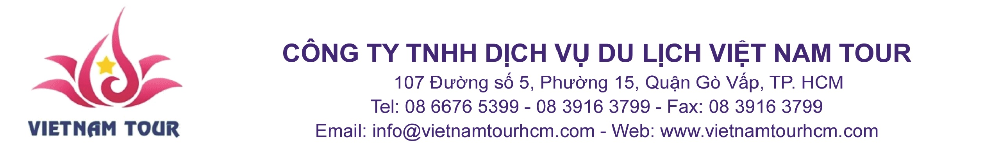 VIETNAM TOUR
CÔNG TY TNHH DỊCH VỤ DU LỊCH VIỆT NAM TOUR
107 Đường số 5, Phường 15, Quận Gò Vấp, TP. HCM
Tel: 08 6676 5399 - 08 3916 3799 - Fax: 08 3916 3799
Email: info@vietnamtourhcm.com - Web: www.vietnamtourhcm.com